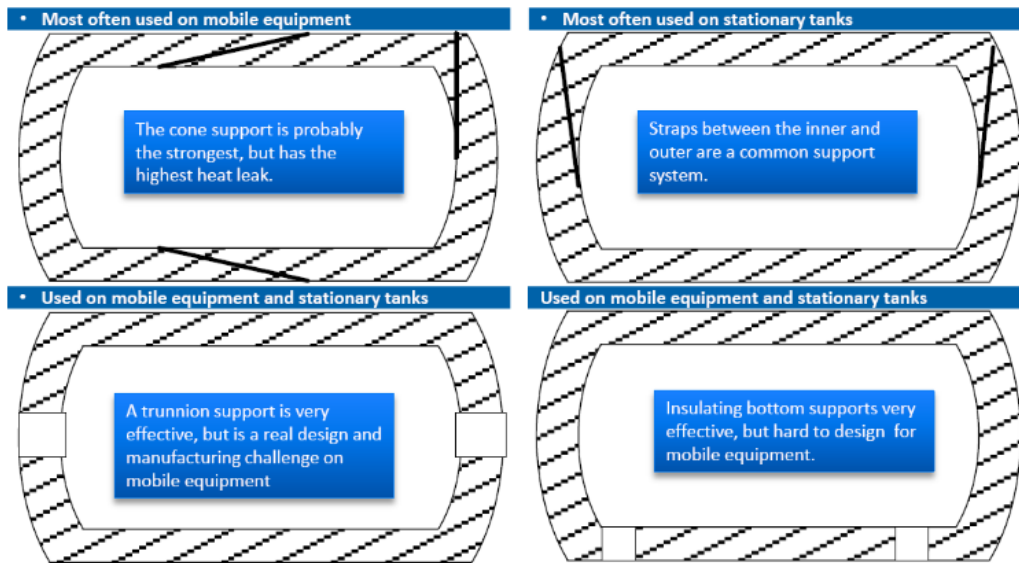 • Most often used on mobile equipment
The cone support is probably
the strongest, but has the
highest heat leak.
• Most often used on stationary tanks
Straps between the inner and
outer are a common support
system.
• Used on mobile equipment and stationary tanks
A trunnion support is very
effective, but is a real design and
manufacturing challenge on
mobile equipment
Used on mobile equipment and stationary tanks
Insulating bottom supports very
effective, but hard to design for
mobile equipment.